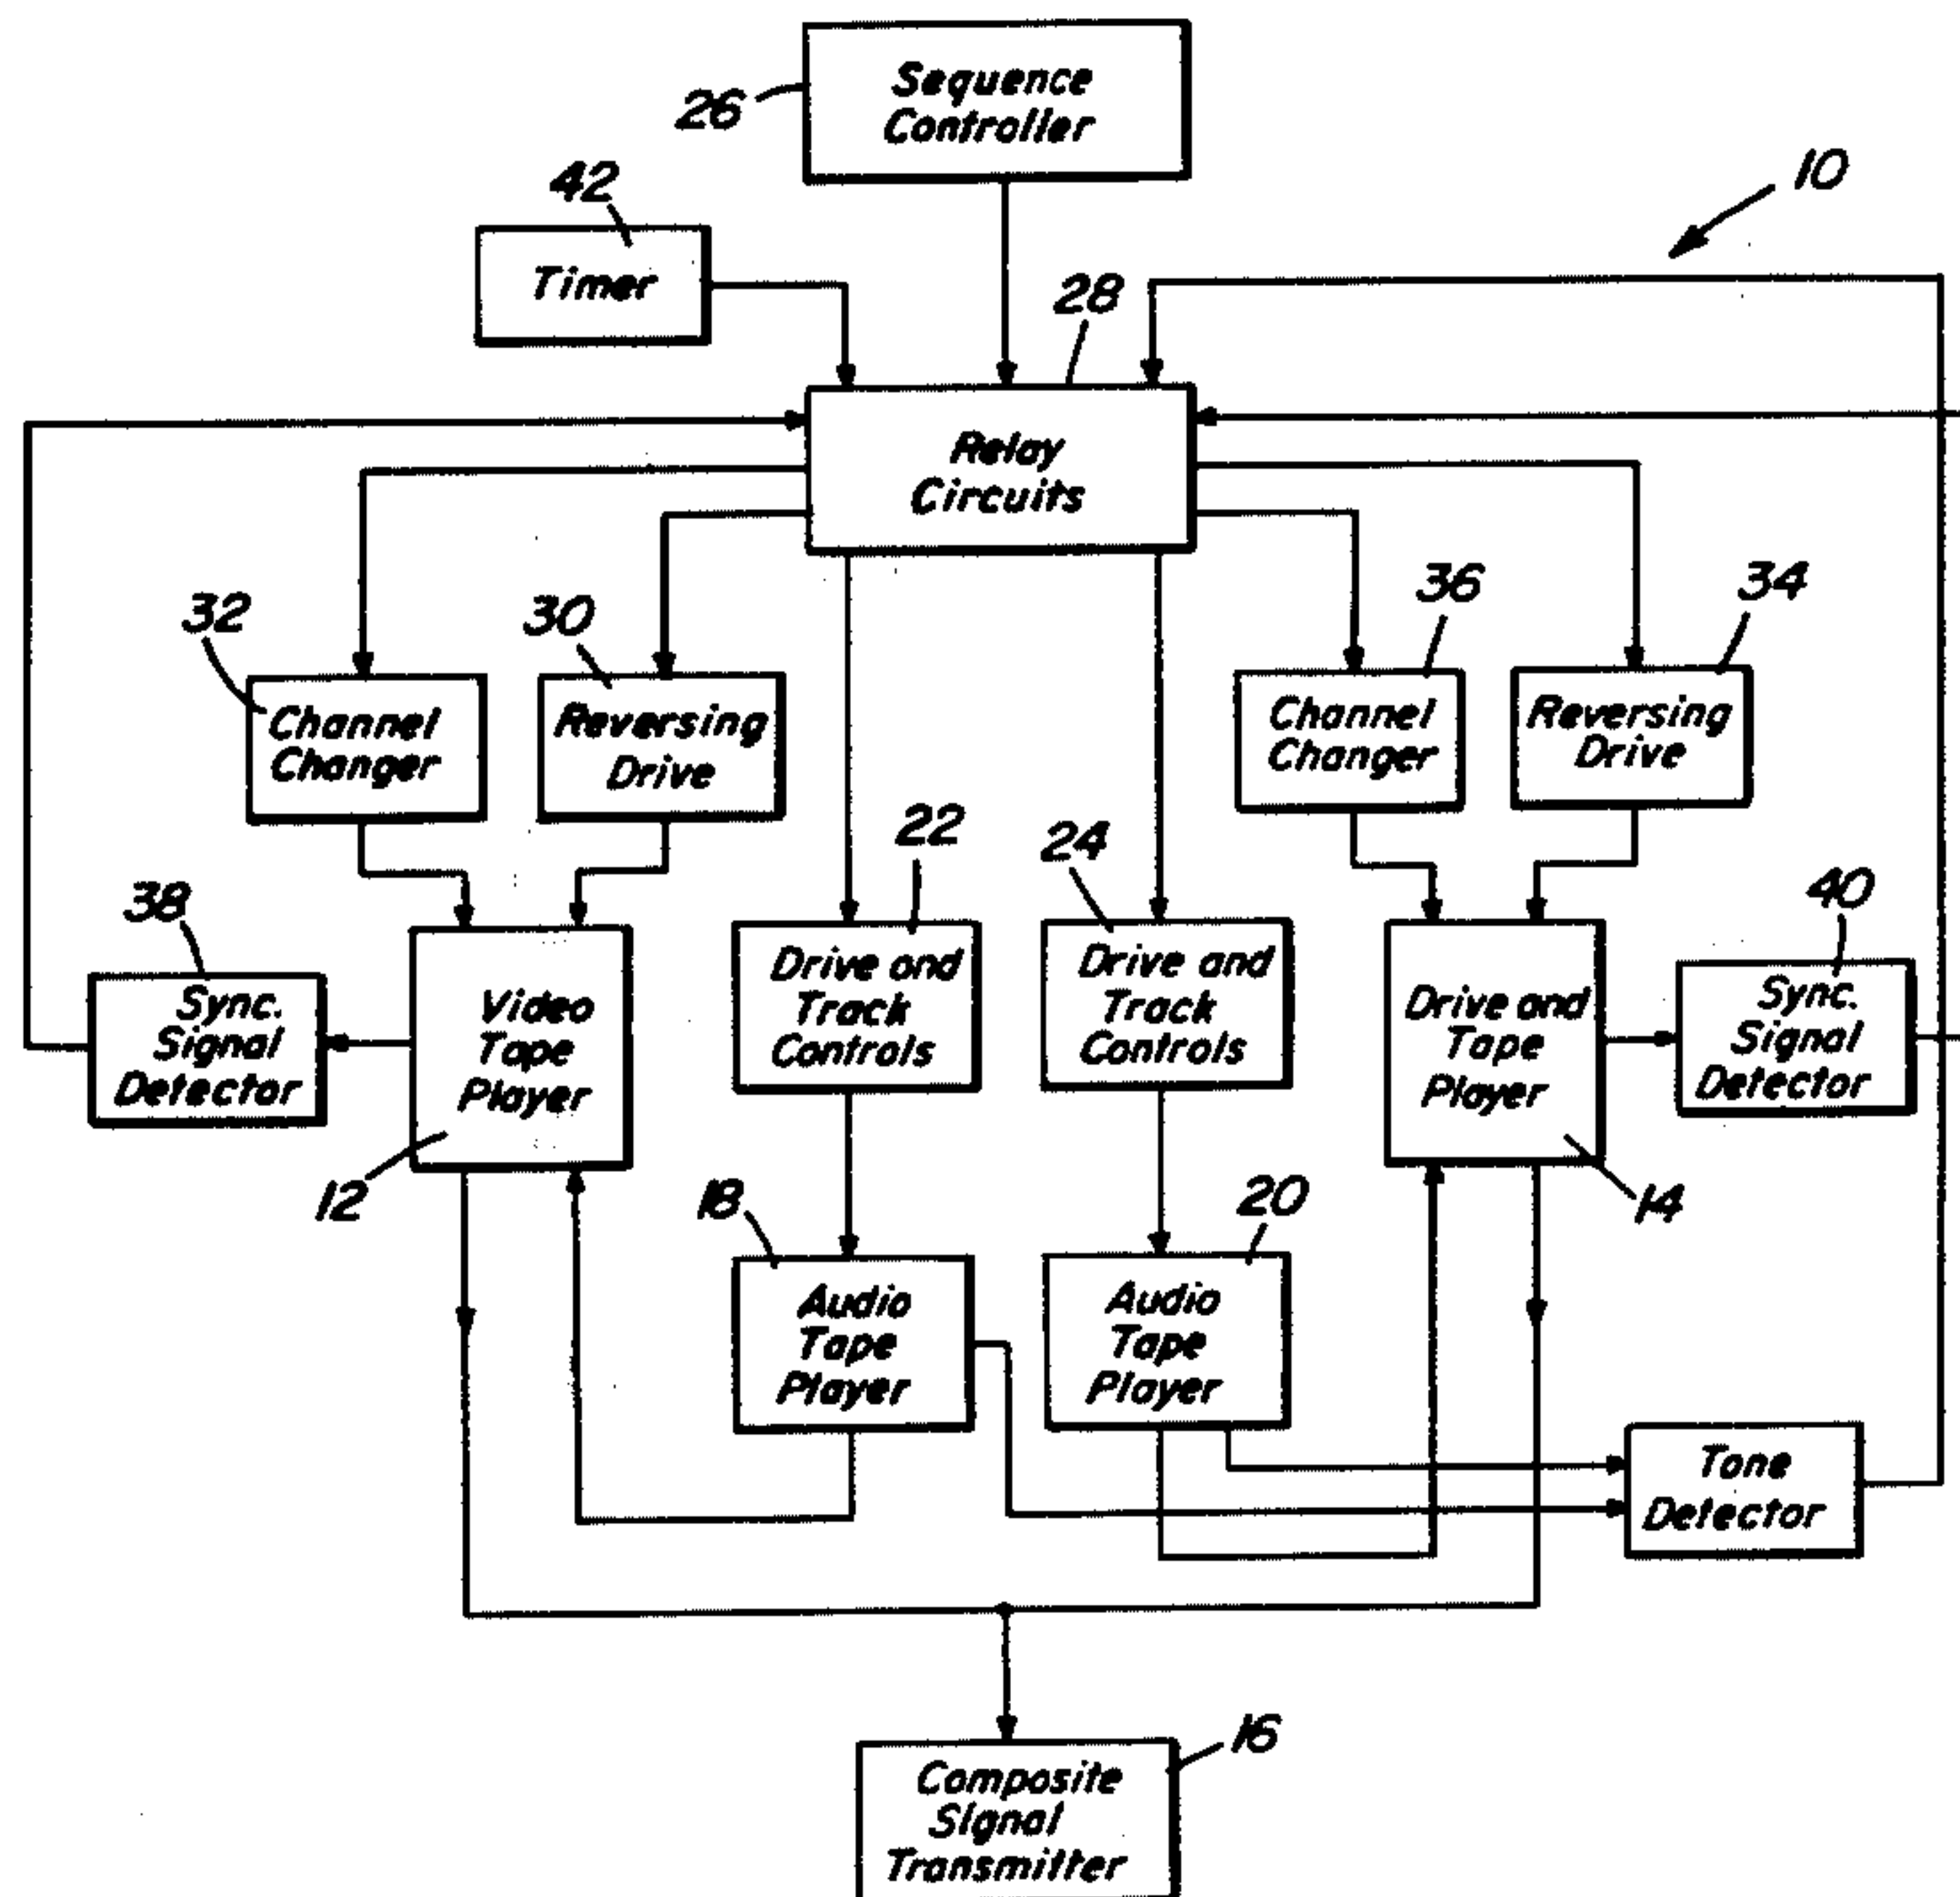 Sequence
Controller
26
10
42
Timer
28
Relay
Circuits
32
30
36
34
Channel
Changer
Reversing
Drive
Channel
Changer
Reversing
Drive
22
24
38
40
Sync.
Signal
Detector
Video
Tape
Player
Drive and
Track
Controls
Drive and
Track
Controls
Drive and
Tape
Player
Sync.
Signal
Detector
12
18
20
14
Audio
Tape
Player
Audio
Tape
Player
Tone
Detector
16
Composite
Signal
Transmitter